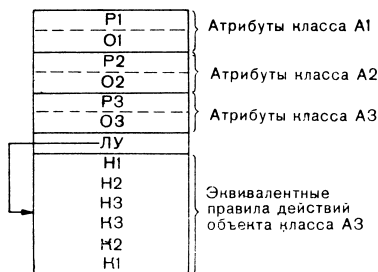 Р1
О1
Атрибуты класса А1
Р2
О2
Атрибуты класса А2
Р3
О3
Атрибуты класса А3
ЛУ
Н1
Н2
Н3
К3
К2
К1
Эквивалентные
правила действий
объекта класса А3